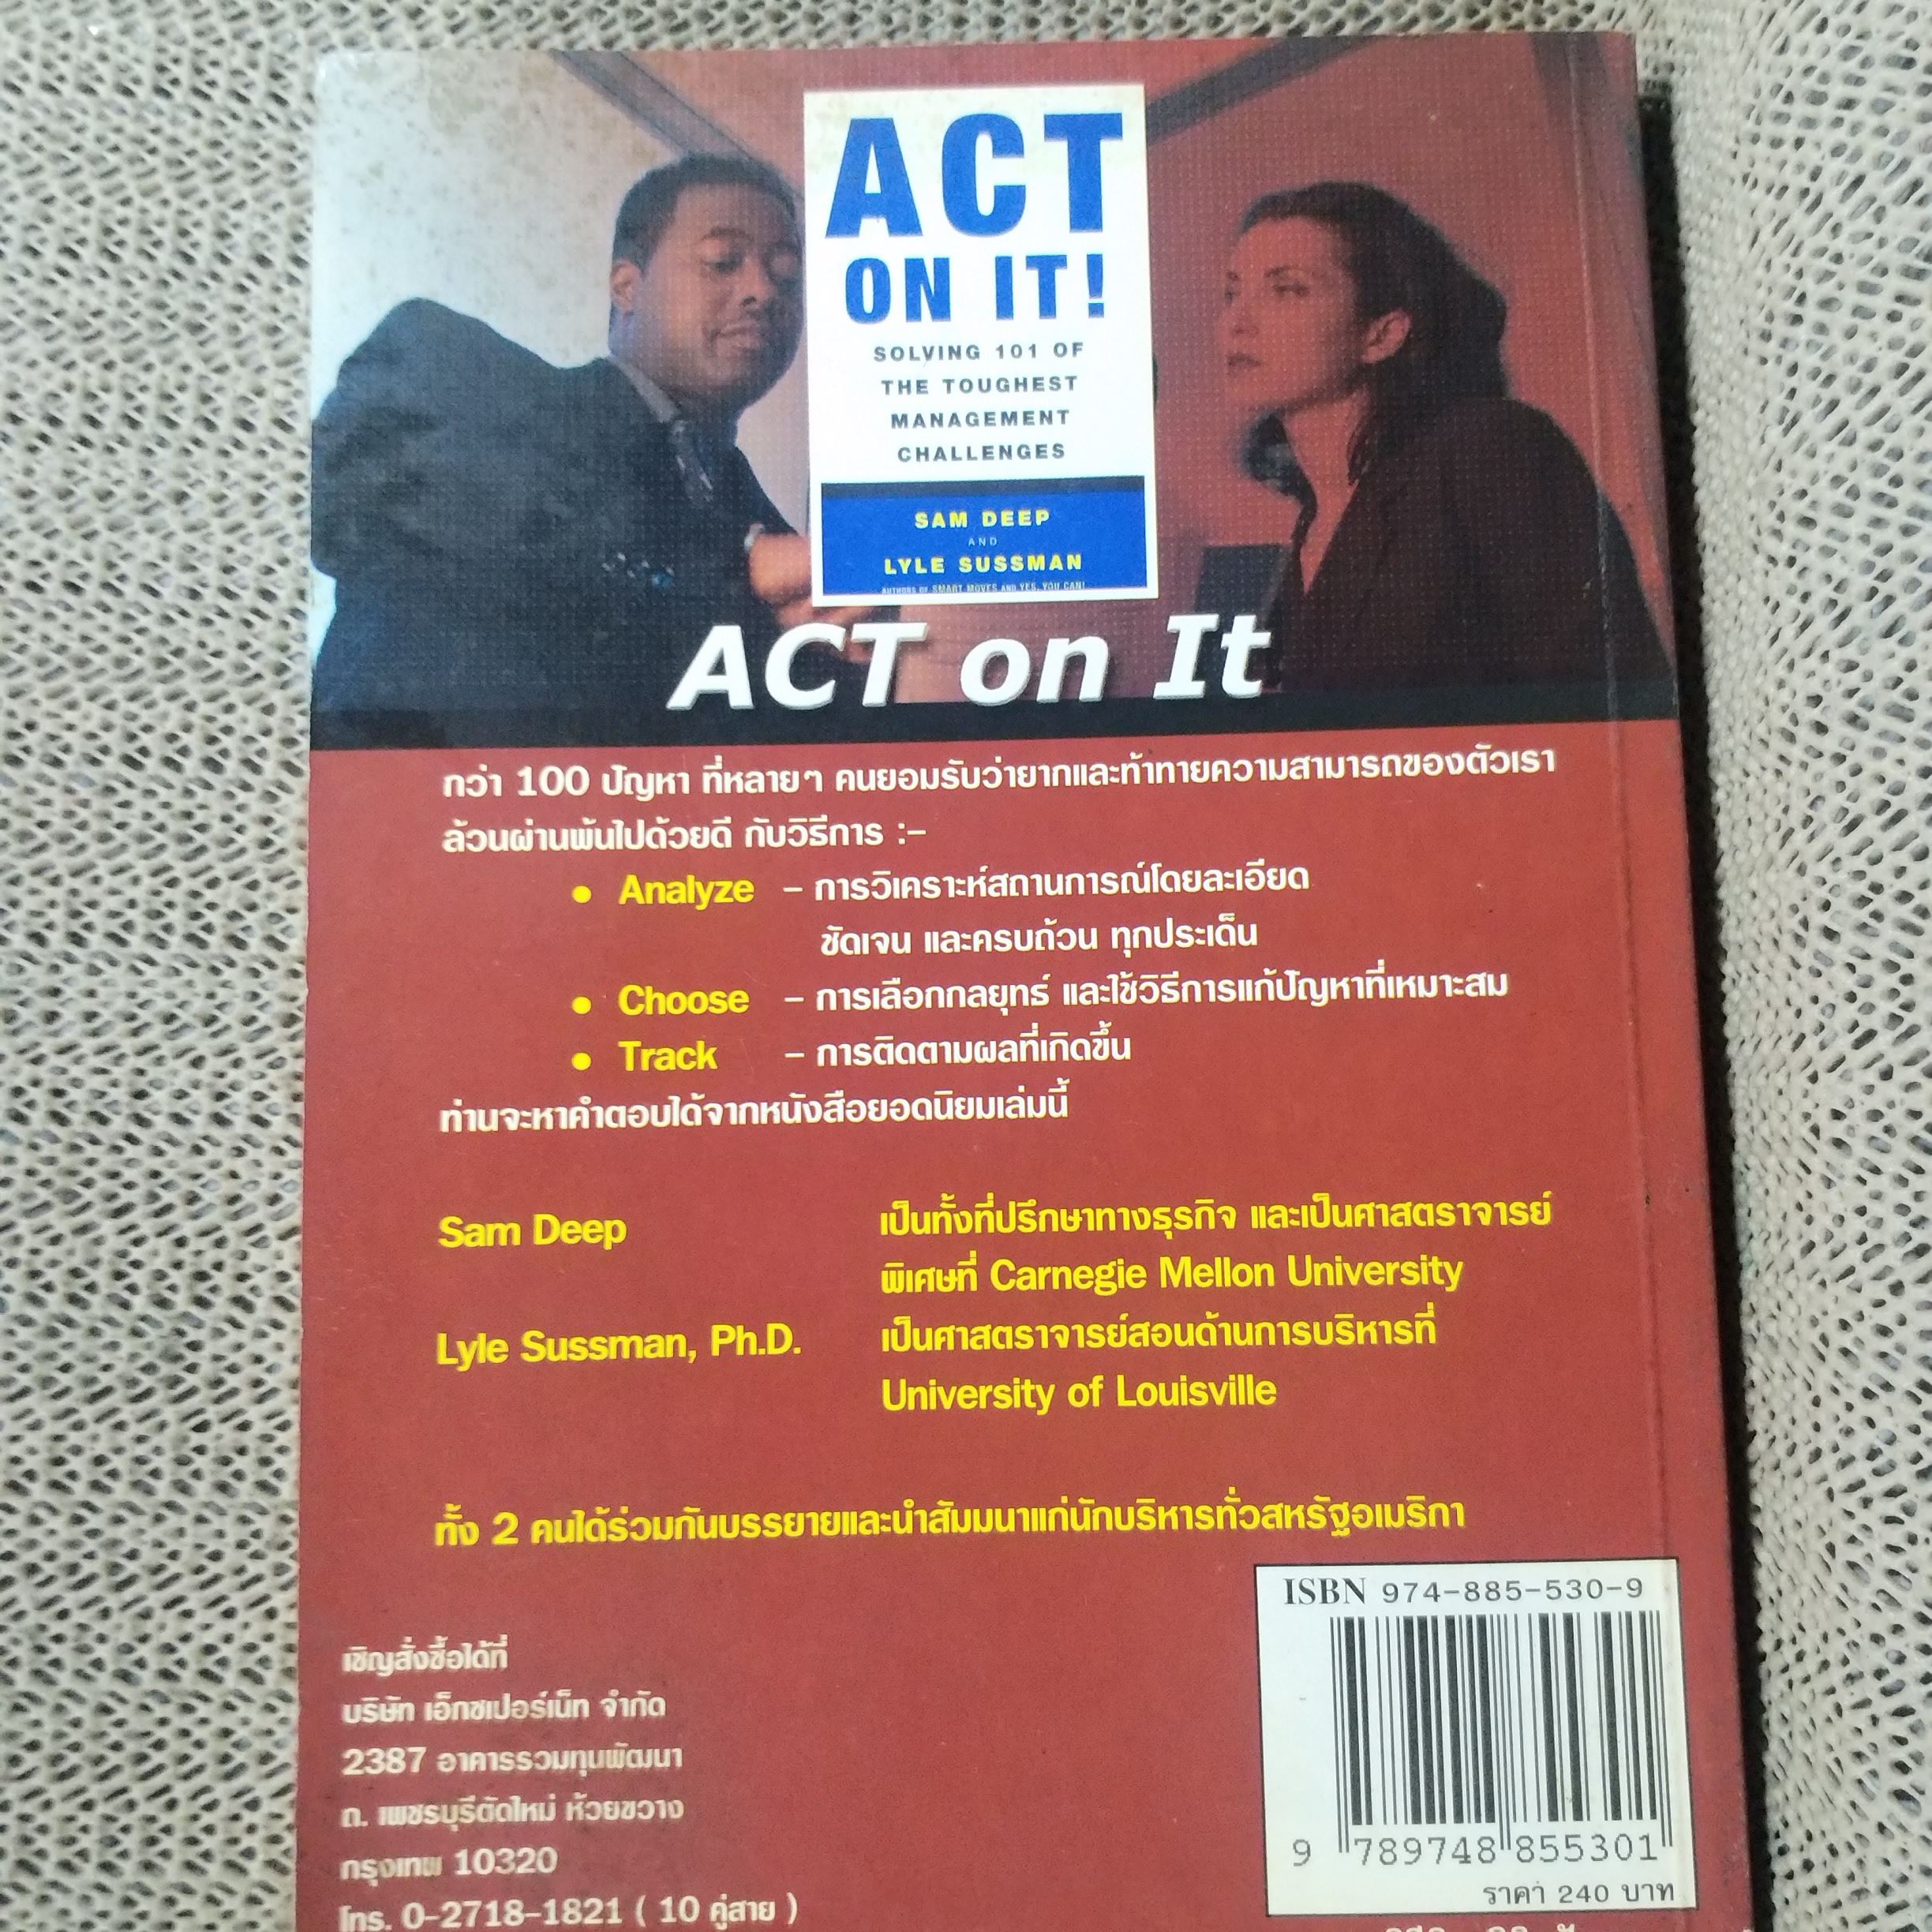 ACT
ON IT!
SOLVING 101 OF
THE TOUGHEST
MANAGEMENT
CHALLENGES
SAM DEEP
AND
LYLE SUSSMAN
AUTHORS OF SMART MOVES AND YES, YOU CAN!
ACT on It
กว่า 100 ปัญหา ที่หลายๆ คนยอมรับว่ายากและท้าทายความสามารถของตัวเรา
ล้วนผ่านพ้นไปด้วยดี กับวิธีการ :–
• Analyze – การวิเคราะห์สถานการณ์โดยละเอียด
ชัดเจน และครบถ้วน ทุกประเด็น
• Choose – การเลือกกลยุทธ์ และใช้วิธีการแก้ปัญหาที่เหมาะสม
• Track – การติดตามผลที่เกิดขึ้น
ท่านจะหาคำตอบได้จากหนังสือยอดนิยมเล่มนี้
Sam Deep เป็นทั้งที่ปรึกษาทางธุรกิจ และเป็นศาสตราจารย์
พิเศษที่ Carnegie Mellon University
Lyle Sussman, Ph.D. เป็นศาสตราจารย์สอนด้านการบริหารที่
University of Louisville
ทั้ง 2 คนได้ร่วมกันบรรยายและนำสัมมนาแก่นักบริหารทั่วสหรัฐอเมริกา
เชิญสั่งซื้อได้ที่
บริษัท เอ็กซเปอร์เน็ท จำกัด
2387 อาคารรวมทุนพัฒนา
ถ. เพชรบุรีตัดใหม่ ห้วยขวาง
กรุงเทพ 10320
โทร. 0-2718-1821 ( 10 คู่สาย )
ISBN 974-885-530-9
9 789748 855301
ราคา 240 บาท